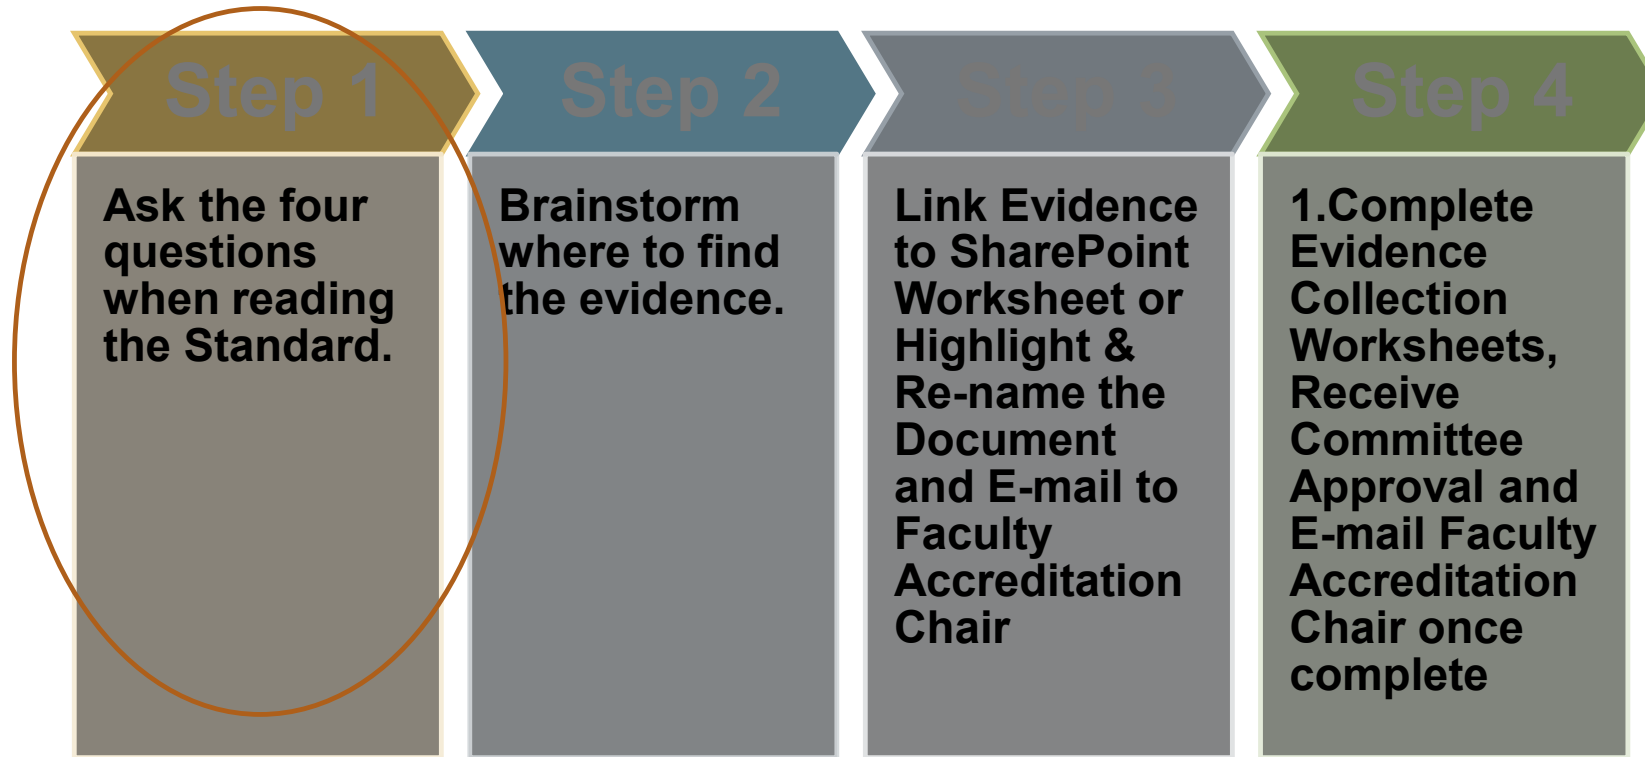 Step 1
Ask the four
questions
when reading
the Standard.
Step 2
Brainstorm
where to find
the evidence.
Step 3
Link Evidence
to SharePoint
Worksheet or
Highlight &
Re-name the
Document
and E-mail to
Faculty
Accreditation
Chair
Step 4
1.Complete
Evidence
Collection
Worksheets,
Receive
Committee
Approval and
E-mail Faculty
Accreditation
Chair once
complete